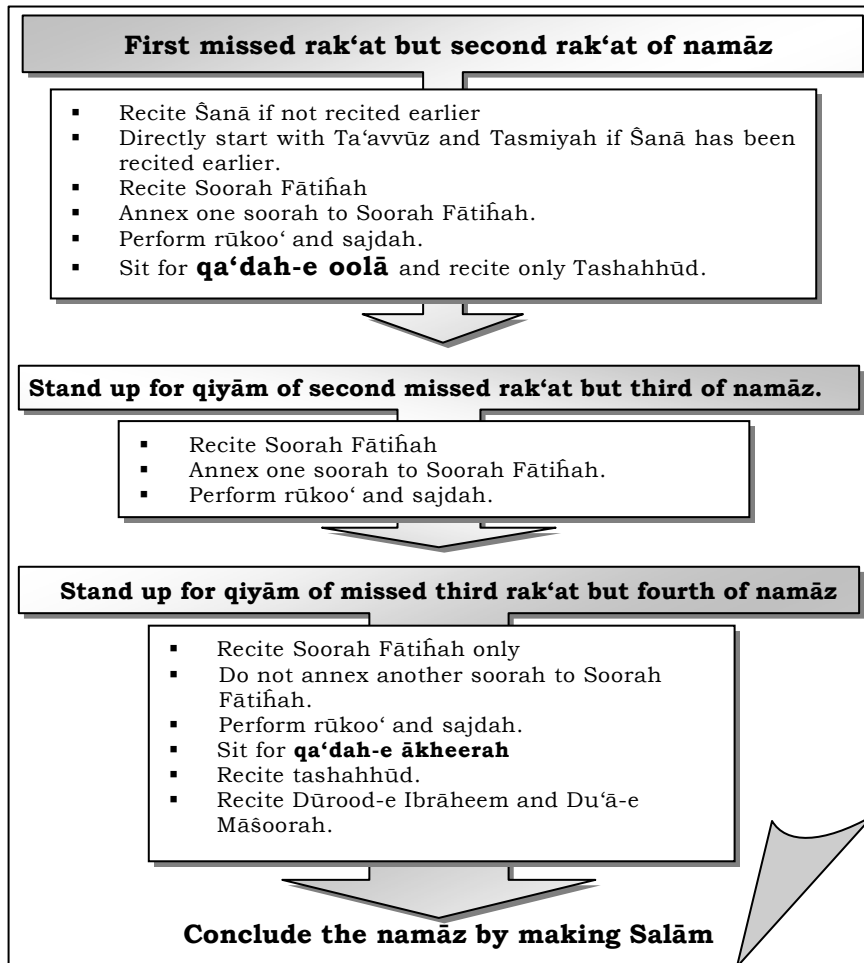 First missed rak‘at but second rak‘at of namāz
▪ Recite Ŝanā if not recited earlier
▪ Directly start with Ta‘avvūz and Tasmiyah if Ŝanā has been
recited earlier.
▪ Recite Soorah Fātiĥah
▪ Annex one soorah to Soorah Fātiĥah.
▪ Perform rūkoo‘ and sajdah.
▪ Sit for qa‘dah-e oolā and recite only Tashahhūd.
Stand up for qiyām of second missed rak‘at but third of namāz.
▪ Recite Soorah Fātiĥah
▪ Annex one soorah to Soorah Fātiĥah.
▪ Perform rūkoo‘ and sajdah.
Stand up for qiyām of missed third rak‘at but fourth of namāz
▪ Recite Soorah Fātiĥah only
▪ Do not annex another soorah to Soorah
Fātiĥah.
▪ Perform rūkoo‘ and sajdah.
▪ Sit for qa‘dah-e ākheerah
▪ Recite tashahhūd.
▪ Recite Dūrood-e Ibrāheem and Du‘ā-e
Māŝoorah.
Conclude the namāz by making Salām